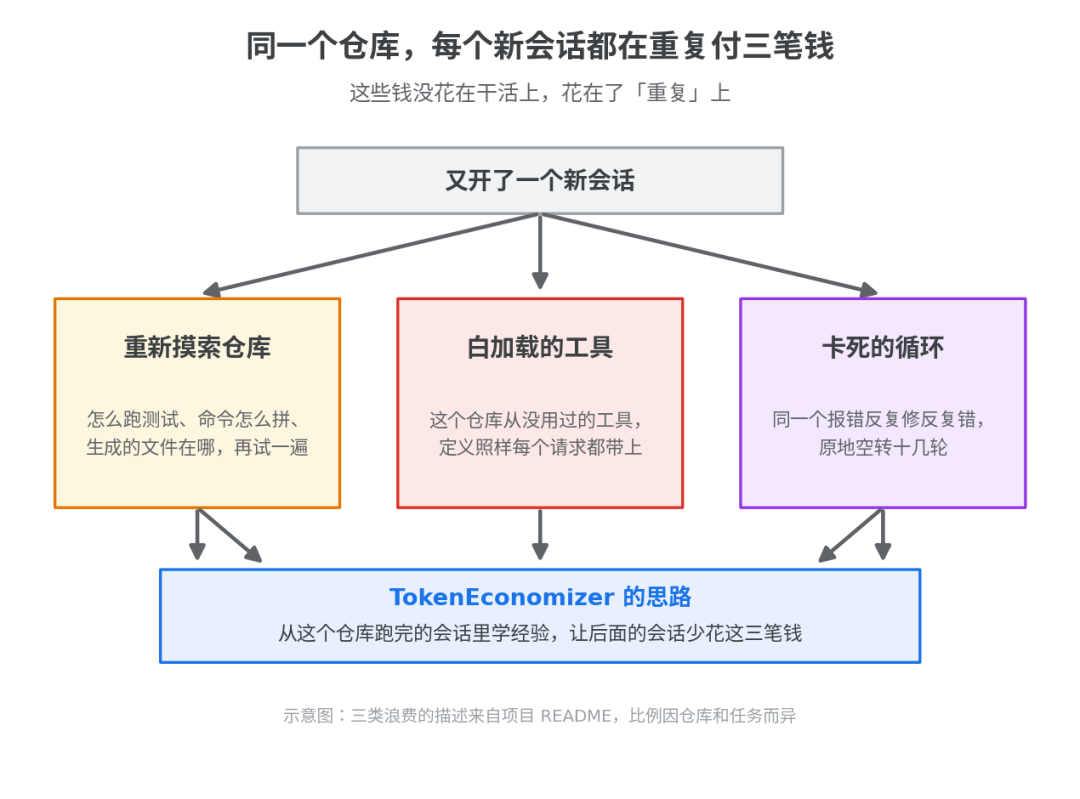 同一个仓库，每个新会话都在重复付三笔钱
这些钱没花在干活上，花在了「重复」上
又开了一个新会话
重新摸索仓库
怎么跑测试、命令怎么拼、
生成的文件在哪，再试一遍
白加载的工具
这个仓库从没用过的工具，
定义照样每个请求都带上
卡死的循环
同一个报错反复修反复错，
原地空转十几轮
TokenEconomizer 的思路
从这个仓库跑完的会话里学经验，让后面的会话少花这三笔钱
示意图：三类浪费的描述来自项目 README，比例因仓库和任务而异